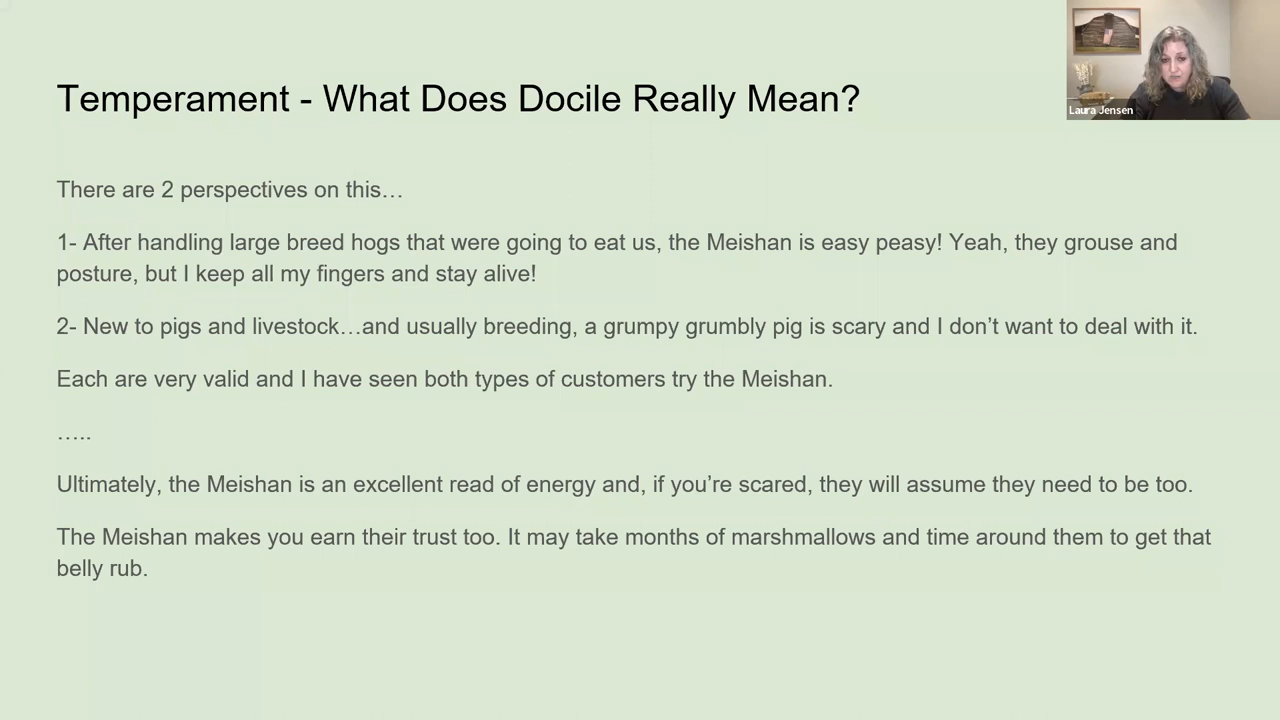 Temperament - What Does Docile Really Mean?
Laura Jensen
There are 2 perspectives on this…
1- After handling large breed hogs that were going to eat us, the Meishan is easy peasy! Yeah, they grouse and
posture, but I keep all my fingers and stay alive!
2- New to pigs and livestock…and usually breeding, a grumpy grumbly pig is scary and I don’t want to deal with it.
Each are very valid and I have seen both types of customers try the Meishan.
…..
Ultimately, the Meishan is an excellent read of energy and, if you’re scared, they will assume they need to be too.
The Meishan makes you earn their trust too. It may take months of marshmallows and time around them to get that
belly rub.